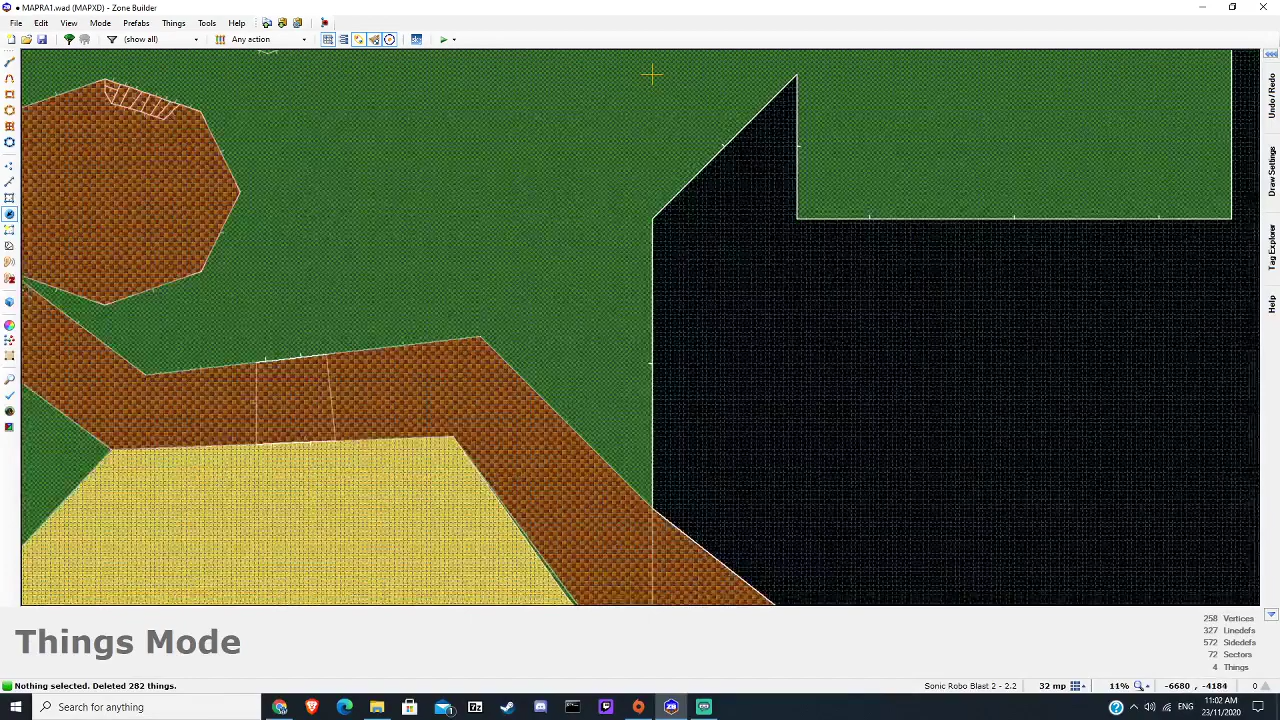 MAPRA1.wad (MAPXD) - Zone Builder
File Edit View Mode Prefabs Things Tools Help
(show all) Any action
Undo / Redo
Draw Settings
Tag Explorer
Help
Things Mode
258 Vertices
327 Linedefs
572 Sidedefs
72 Sectors
4 Things
Nothing selected. Deleted 282 things. Sonic Robo Blast 2 - 2.2 32 mp 11% -6680 , -4184 0
Search for anything ENG 11:02 AM
23/11/2020